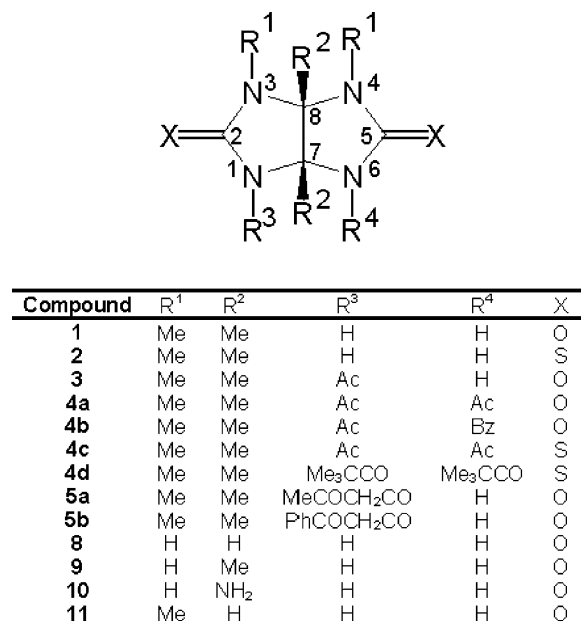 R¹ R¹
R²
N³ N⁴
8
X 2 5 X
7
1 N N 6
R²
R³ R⁴
Compound R¹ R² R³ R⁴ X
1 Me Me H H O
2 Me Me H H S
3 Me Me Ac H O
4a Me Me Ac Ac O
4b Me Me Ac Bz O
4c Me Me Ac Ac S
4d Me Me Me₃CCO Me₃CCO S
5a Me Me MeCOCH₂CO H O
5b Me Me PhCOCH₂CO H O
8 H H H H O
9 H Me H H O
10 H NH₂ H H O
11 Me H H H O